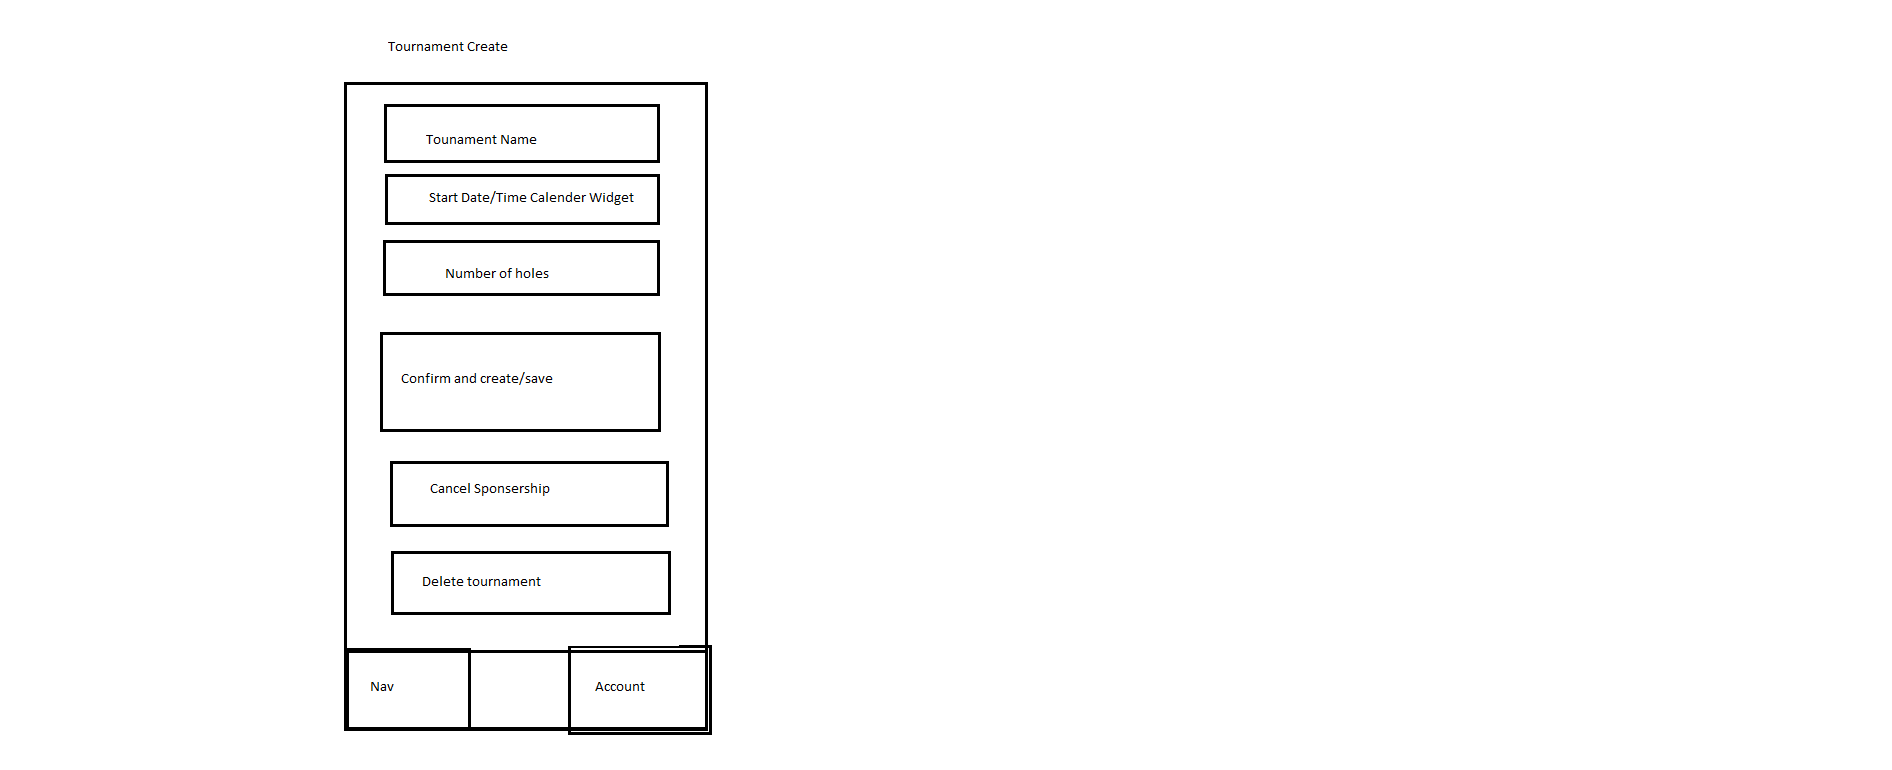 Tournament Create
Tounament Name
Start Date/Time Calender Widget
Number of holes
Confirm and create/save
Cancel Sponsership
Delete tournament
Nav
Account